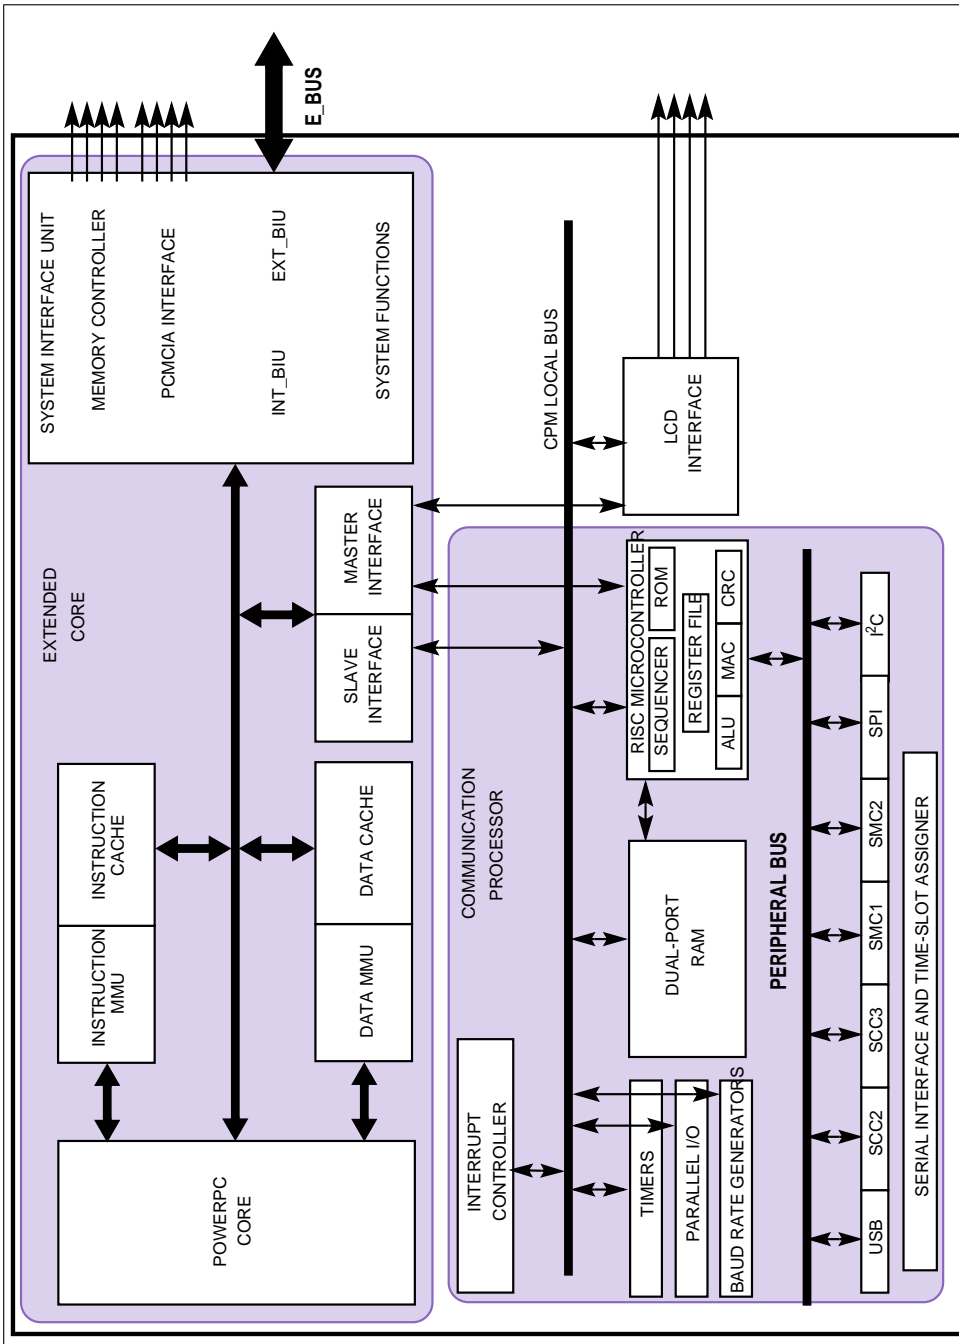 EXTENDED
CORE
POWERPC
CORE
INSTRUCTION
MMU
INSTRUCTION
CACHE
DATA MMU
DATA CACHE
SLAVE
INTERFACE
MASTER
INTERFACE
SYSTEM INTERFACE UNIT
MEMORY CONTROLLER
PCMCIA INTERFACE
INT_BIU
EXT_BIU
SYSTEM FUNCTIONS
E_BUS
COMMUNICATION
PROCESSOR
INTERRUPT
CONTROLLER
CPM LOCAL BUS
TIMERS
PARALLEL I/O
BAUD RATE GENERATORS
DUAL-PORT
RAM
RISC MICROCONTROLLER
SEQUENCER
ROM
REGISTER FILE
ALU
MAC
CRC
LCD
INTERFACE
PERIPHERAL BUS
USB
SCC2
SCC3
SMC1
SMC2
SPI
I²C
SERIAL INTERFACE AND TIME-SLOT ASSIGNER